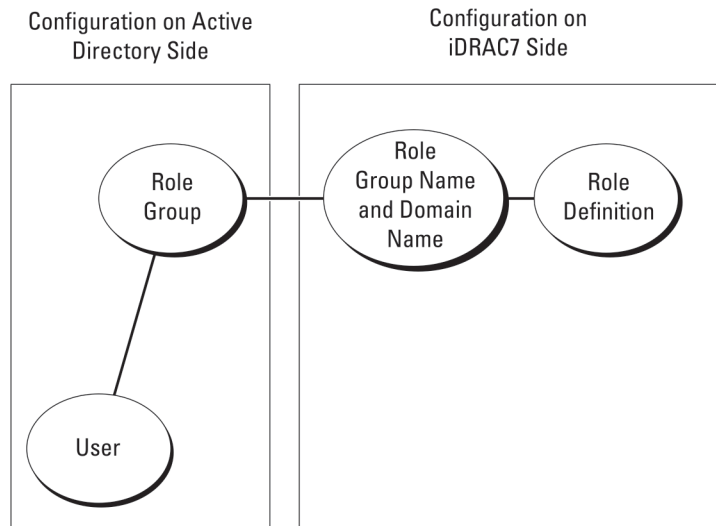 Configuration on Active
Directory Side
Configuration on
iDRAC7 Side
Role
Group
Role
Group Name
and Domain
Name
Role
Definition
User